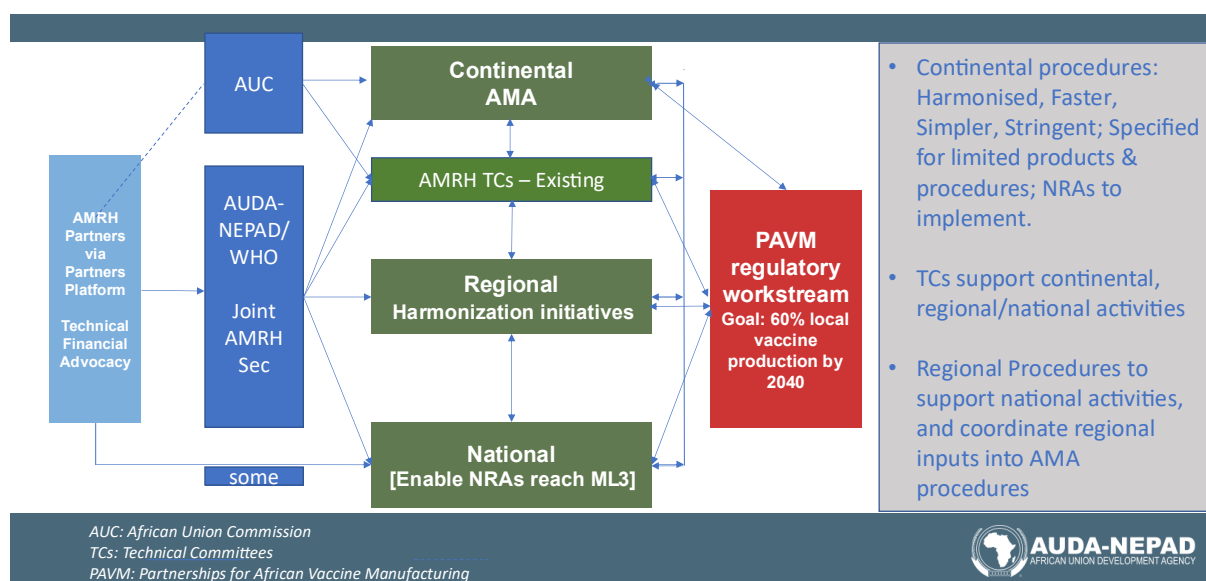 AUC
Continental
AMA
AMRH TCs – Existing
AMRH
Partners
via
Partners
Platform
Technical
Financial
Advocacy
AUDA-
NEPAD/
WHO
Joint
AMRH
Sec
Regional
Harmonization initiatives
PAVM
regulatory
workstream
Goal: 60% local
vaccine
production by
2040
National
[Enable NRAs reach ML3]
some
• Continental procedures:
Harmonised, Faster,
Simpler, Stringent; Specified
for limited products &
procedures; NRAs to
implement.
• TCs support continental,
regional/national activities
• Regional Procedures to
support national activities,
and coordinate regional
inputs into AMA
procedures
AUC: African Union Commission
TCs: Technical Committees
PAVM: Partnerships for African Vaccine Manufacturing
AUDA-NEPAD
AFRICAN UNION DEVELOPMENT AGENCY